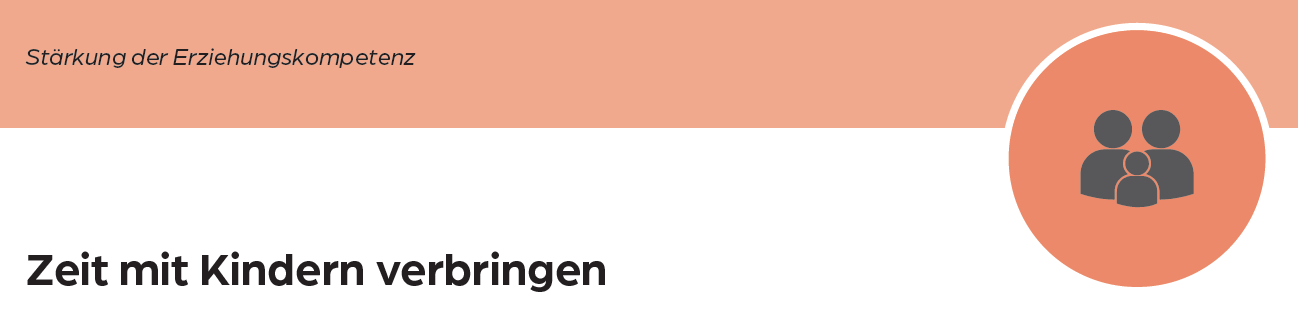 Stärkung der Erziehungskompetenz
Zeit mit Kindern verbringen